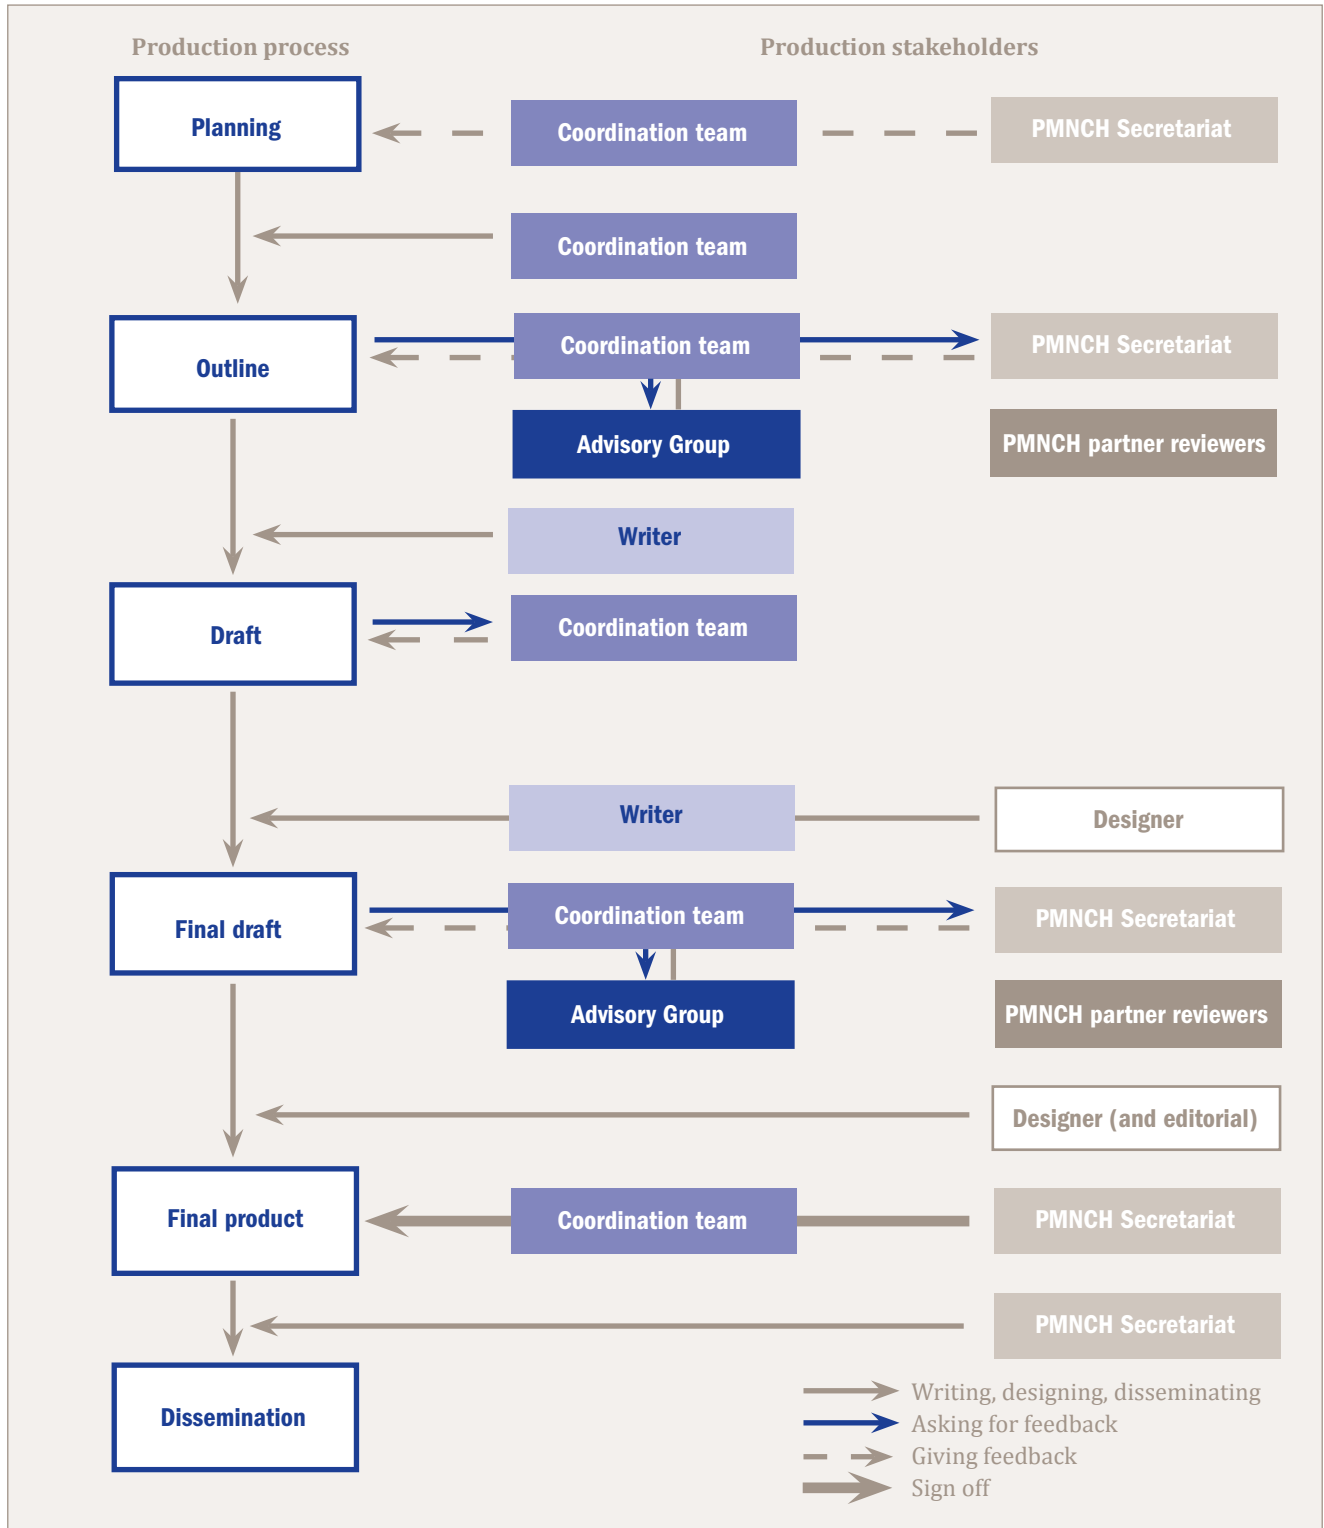 Production process
Production stakeholders
Planning
Coordination team
PMNCH Secretariat
Coordination team
Outline
Coordination team
PMNCH Secretariat
Advisory Group
PMNCH partner reviewers
Writer
Draft
Coordination team
Writer
Designer
Final draft
Coordination team
PMNCH Secretariat
Advisory Group
PMNCH partner reviewers
Designer (and editorial)
Final product
Coordination team
PMNCH Secretariat
PMNCH Secretariat
Dissemination
Writing, designing, disseminating
Asking for feedback
Giving feedback
Sign off